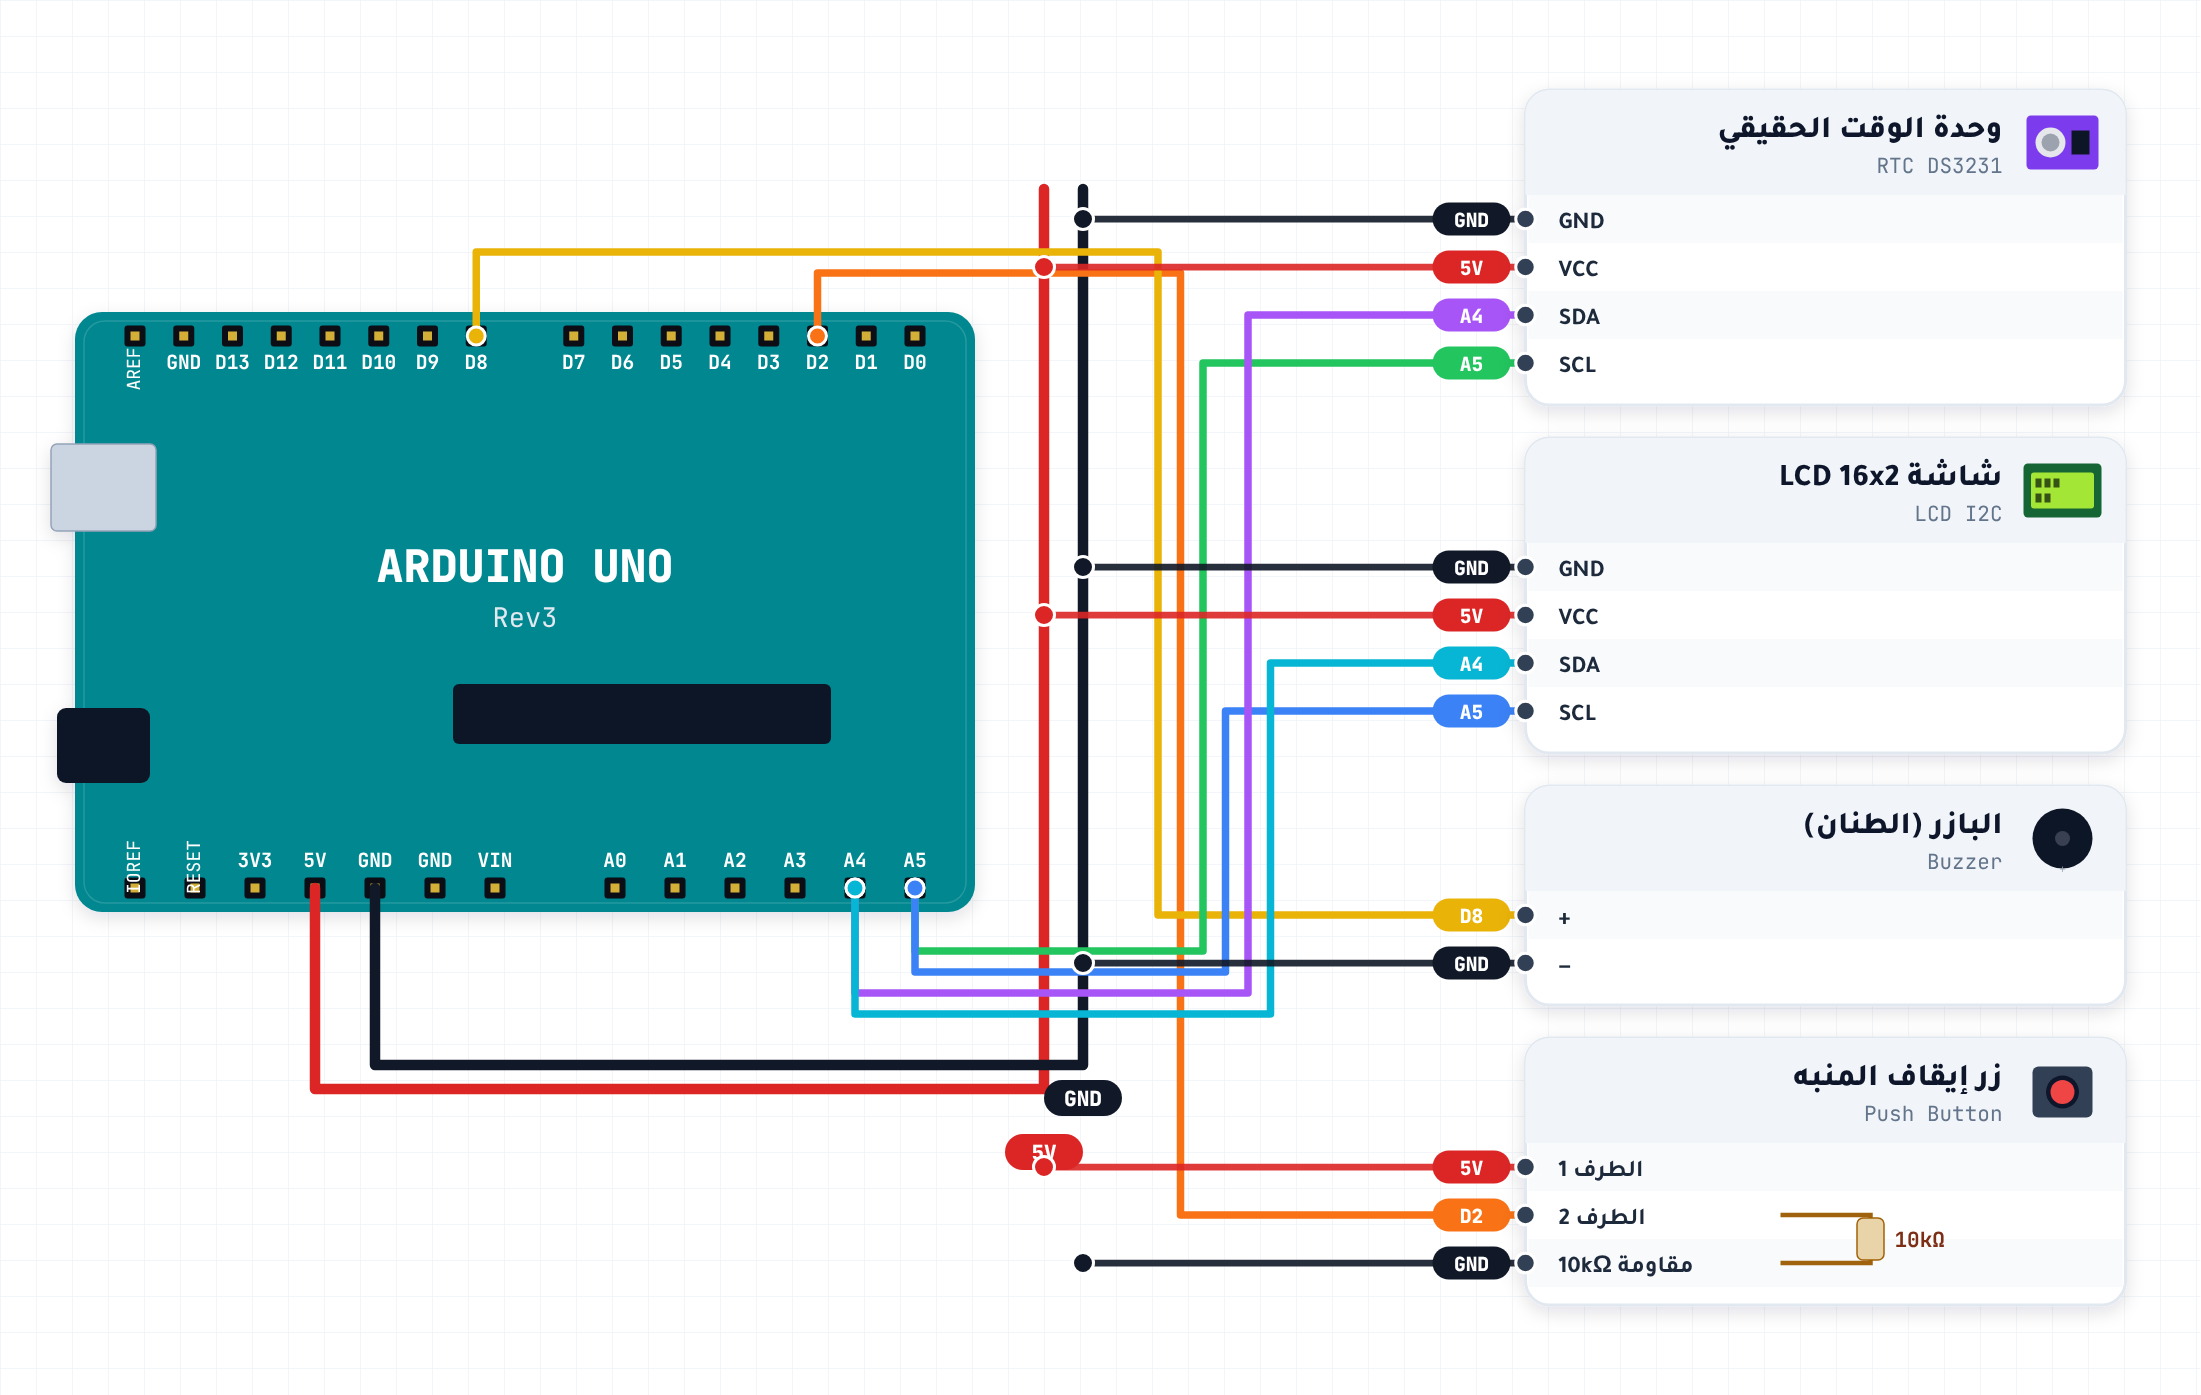 AREF
GND D13 D12 D11 D10 D9 D8 D7 D6 D5 D4 D3 D2 D1 D0
ARDUINO UNO
Rev3
IOREF
RESET
3V3 5V GND GND VIN A0 A1 A2 A3 A4 A5
GND
5V
وحدة الوقت الحقيقي
RTC DS3231
GND GND
5V VCC
A4 SDA
A5 SCL
شاشة LCD 16x2
LCD I2C
GND GND
5V VCC
A4 SDA
A5 SCL
البازر (الطنان)
Buzzer
D8 +
GND −
زر إيقاف المنبه
Push Button
5V الطرف 1
D2 الطرف 2
GND مقاومة 10kΩ
10kΩ